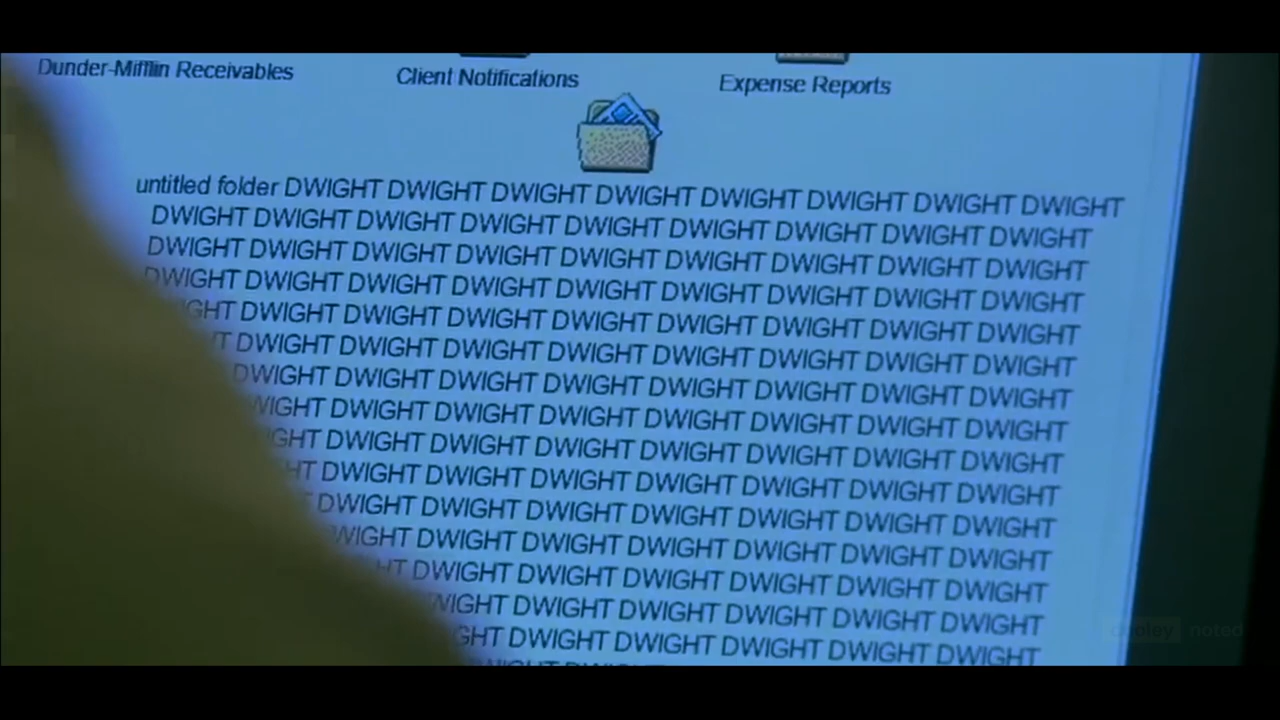 Dunder-Mifflin Receivables Client Notifications Expense Reports
untitled folder DWIGHT DWIGHT DWIGHT DWIGHT DWIGHT DWIGHT DWIGHT DWIGHT
DWIGHT DWIGHT DWIGHT DWIGHT DWIGHT DWIGHT DWIGHT DWIGHT DWIGHT
DWIGHT DWIGHT DWIGHT DWIGHT DWIGHT DWIGHT DWIGHT DWIGHT DWIGHT
DWIGHT DWIGHT DWIGHT DWIGHT DWIGHT DWIGHT DWIGHT DWIGHT DWIGHT
DWIGHT DWIGHT DWIGHT DWIGHT DWIGHT DWIGHT DWIGHT DWIGHT
DWIGHT DWIGHT DWIGHT DWIGHT DWIGHT DWIGHT DWIGHT DWIGHT
DWIGHT DWIGHT DWIGHT DWIGHT DWIGHT DWIGHT DWIGHT DWIGHT
DWIGHT DWIGHT DWIGHT DWIGHT DWIGHT DWIGHT DWIGHT
DWIGHT DWIGHT DWIGHT DWIGHT DWIGHT DWIGHT DWIGHT
DWIGHT DWIGHT DWIGHT DWIGHT DWIGHT DWIGHT DWIGHT
DWIGHT DWIGHT DWIGHT DWIGHT DWIGHT DWIGHT DWIGHT
DWIGHT DWIGHT DWIGHT DWIGHT DWIGHT DWIGHT
DWIGHT DWIGHT DWIGHT DWIGHT DWIGHT DWIGHT
DWIGHT DWIGHT DWIGHT DWIGHT DWIGHT
DWIGHT DWIGHT DWIGHT DWIGHT DWIGHT
noted